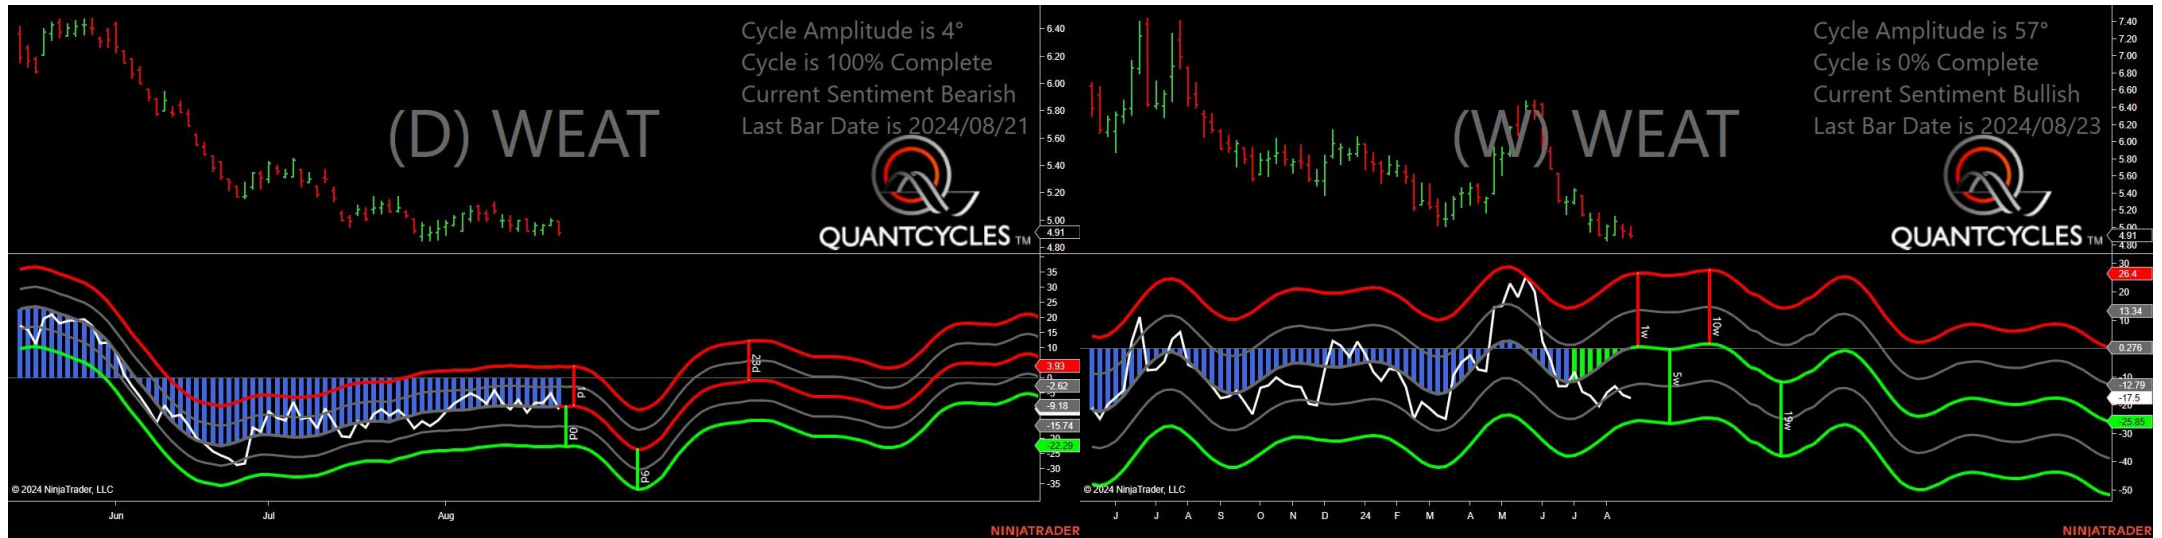 Cycle Amplitude is 4°
Cycle is 100% Complete
Current Sentiment Bearish
Last Bar Date is 2024/08/21
(D) WEAT
QUANTCYCLES TM
6.40
6.20
6.00
5.80
5.60
5.40
5.20
5.00
4.91
4.80
35
30
25
20
15
10
3.93
0
-2.62
-5
-9.18
-15.74
-22.29
-25
-30
-35
1d
0d
9d
28d
© 2024 NinjaTrader, LLC
Jun
Jul
Aug
NINJATRADER
Cycle Amplitude is 57°
Cycle is 0% Complete
Current Sentiment Bullish
Last Bar Date is 2024/08/23
(W) WEAT
QUANTCYCLES TM
7.40
7.20
7.00
6.80
6.60
6.40
6.20
6.00
5.80
5.60
5.40
5.20
5.00
4.91
4.80
30
26.4
20
13.34
10
0.276
-12.79
-17.5
-20
-25.85
-30
-40
-50
1w
10w
5w
19w
© 2024 NinjaTrader, LLC
J
J
A
S
O
N
D
24
F
M
A
M
J
J
A
NINJATRADER